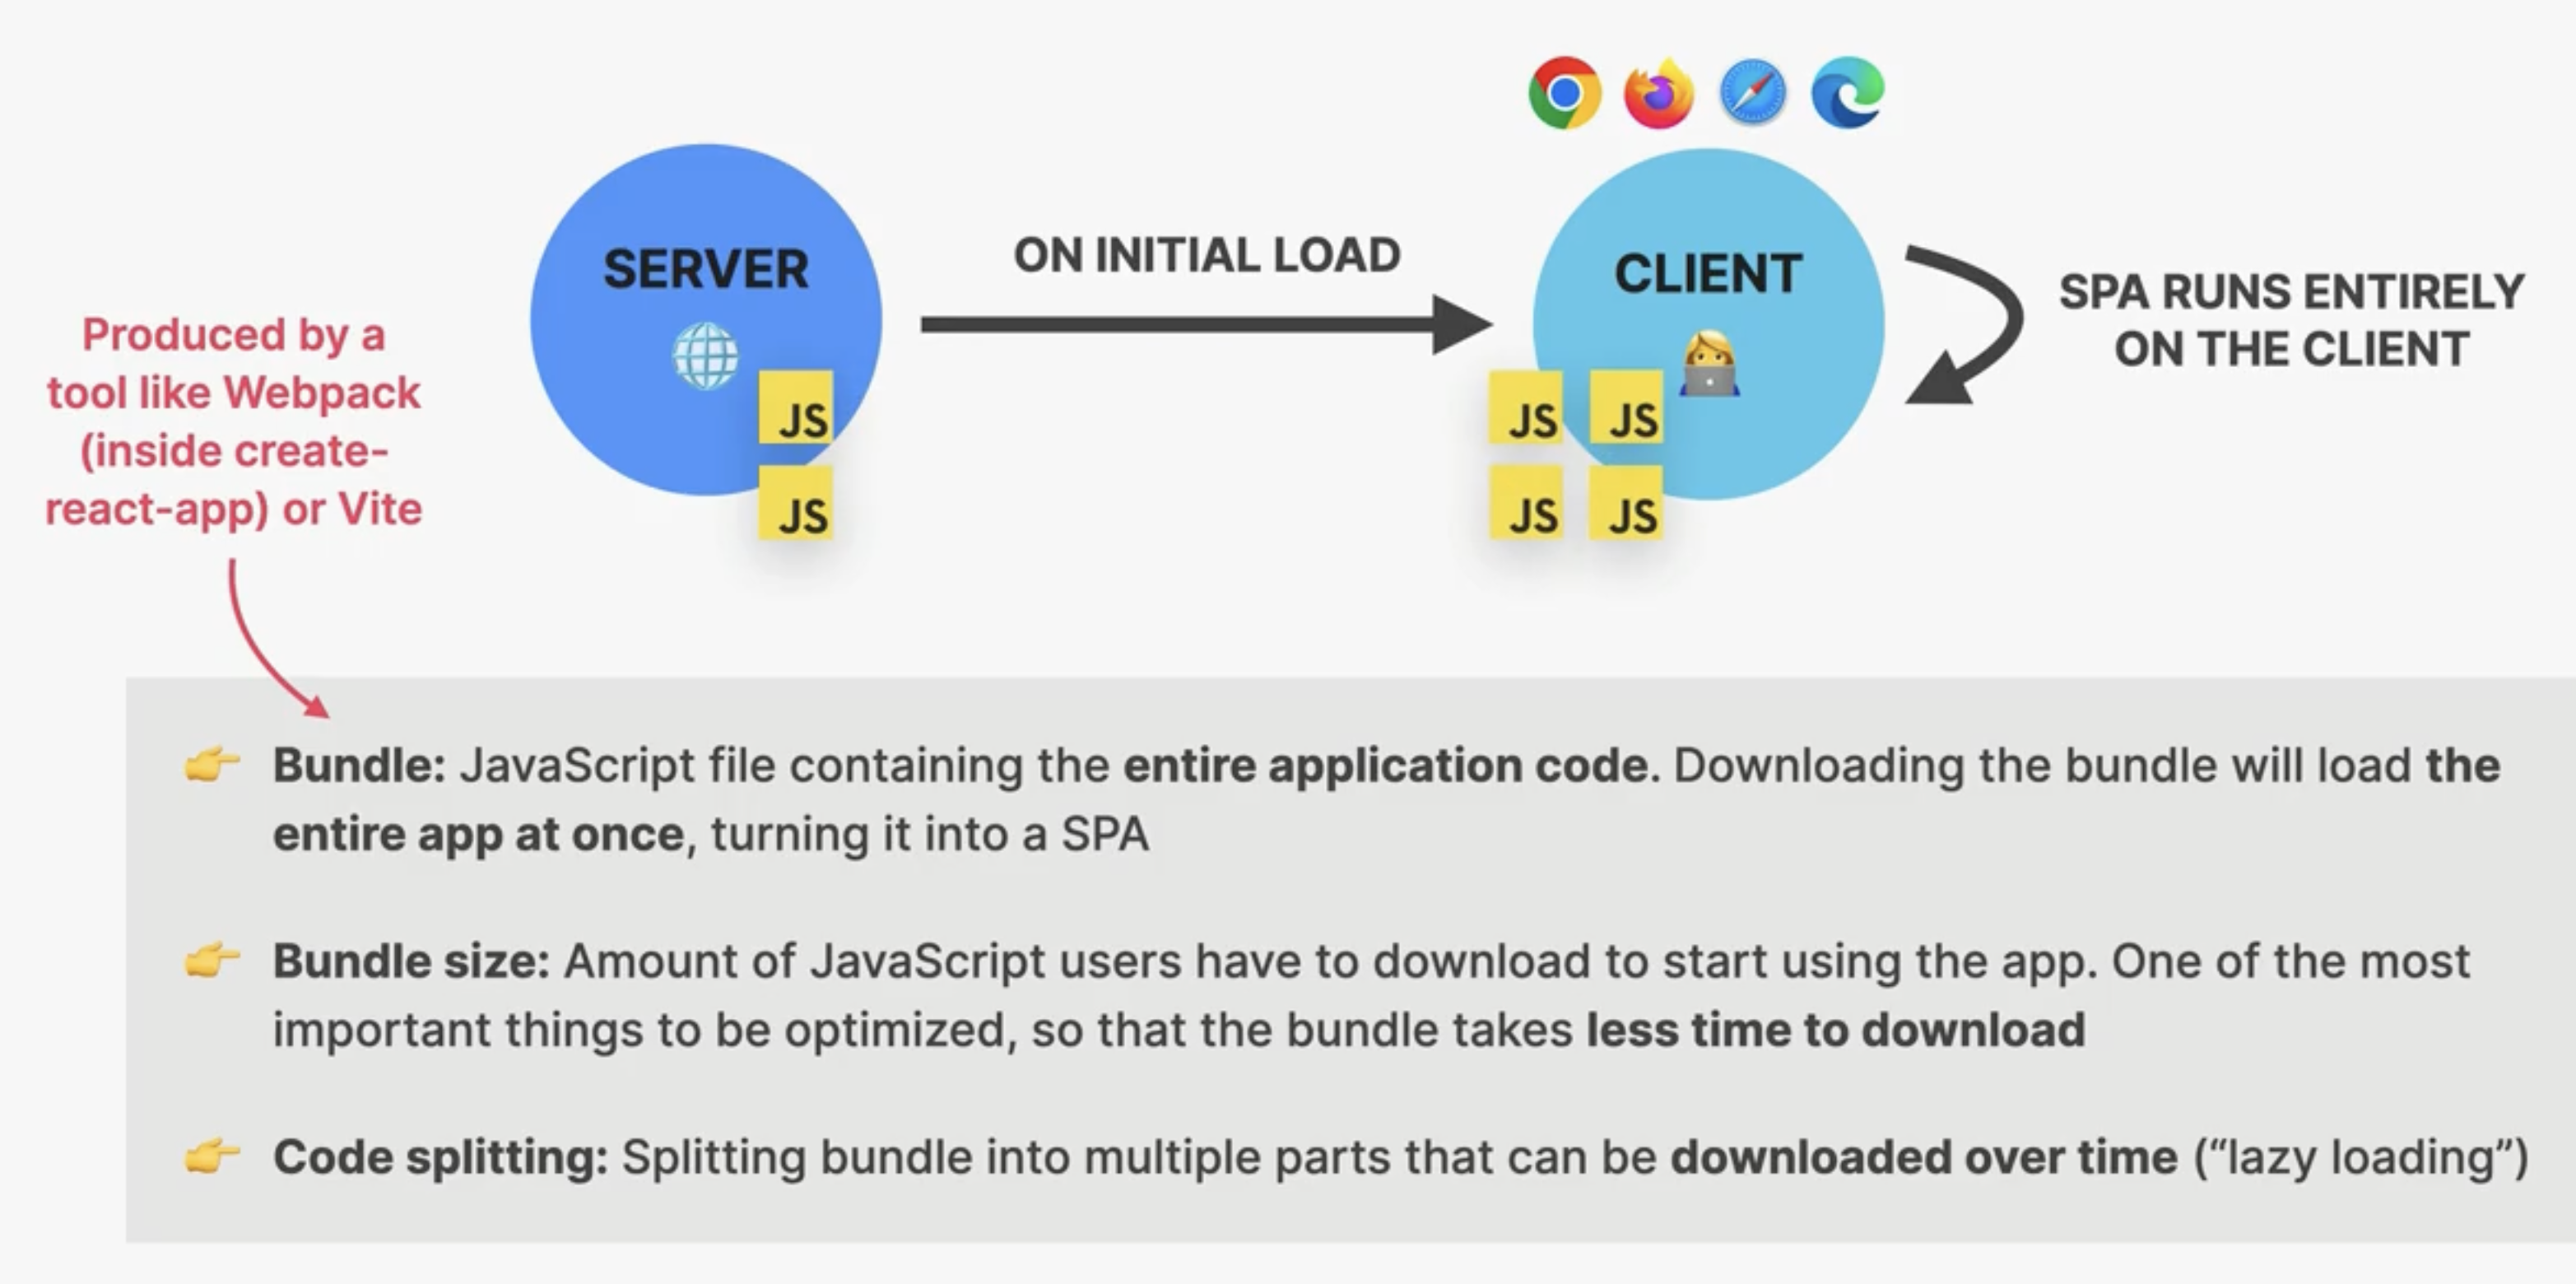 SERVER
JS
JS
ON INITIAL LOAD
CLIENT
JS JS
JS JS
SPA RUNS ENTIRELY
ON THE CLIENT
Produced by a
tool like Webpack
(inside create-
react-app) or Vite
Bundle: JavaScript file containing the entire application code. Downloading the bundle will load the
entire app at once, turning it into a SPA
Bundle size: Amount of JavaScript users have to download to start using the app. One of the most
important things to be optimized, so that the bundle takes less time to download
Code splitting: Splitting bundle into multiple parts that can be downloaded over time (“lazy loading”)